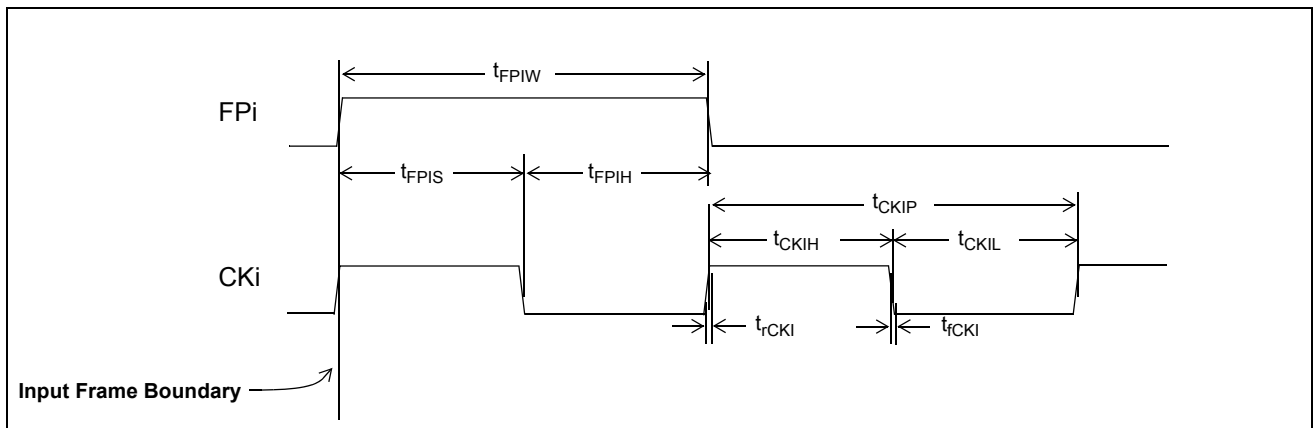 tFPIW
FPi
tFPIS
tFPIH
tCKIP
tCKIH
tCKIL
CKi
trCKI
tfCKI
Input Frame Boundary